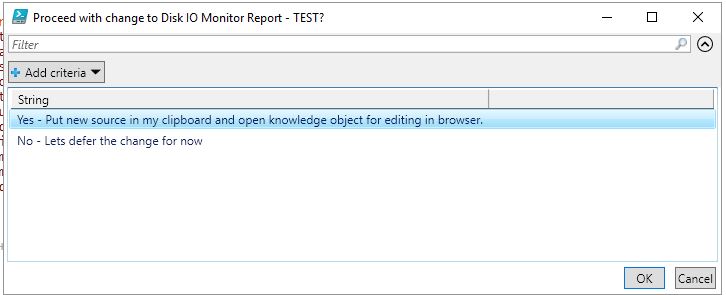 Proceed with change to Disk IO Monitor Report - TEST?
Filter
Add criteria
String
Yes - Put new source in my clipboard and open knowledge object for editing in browser.
No - Lets defer the change for now
OK
Cancel